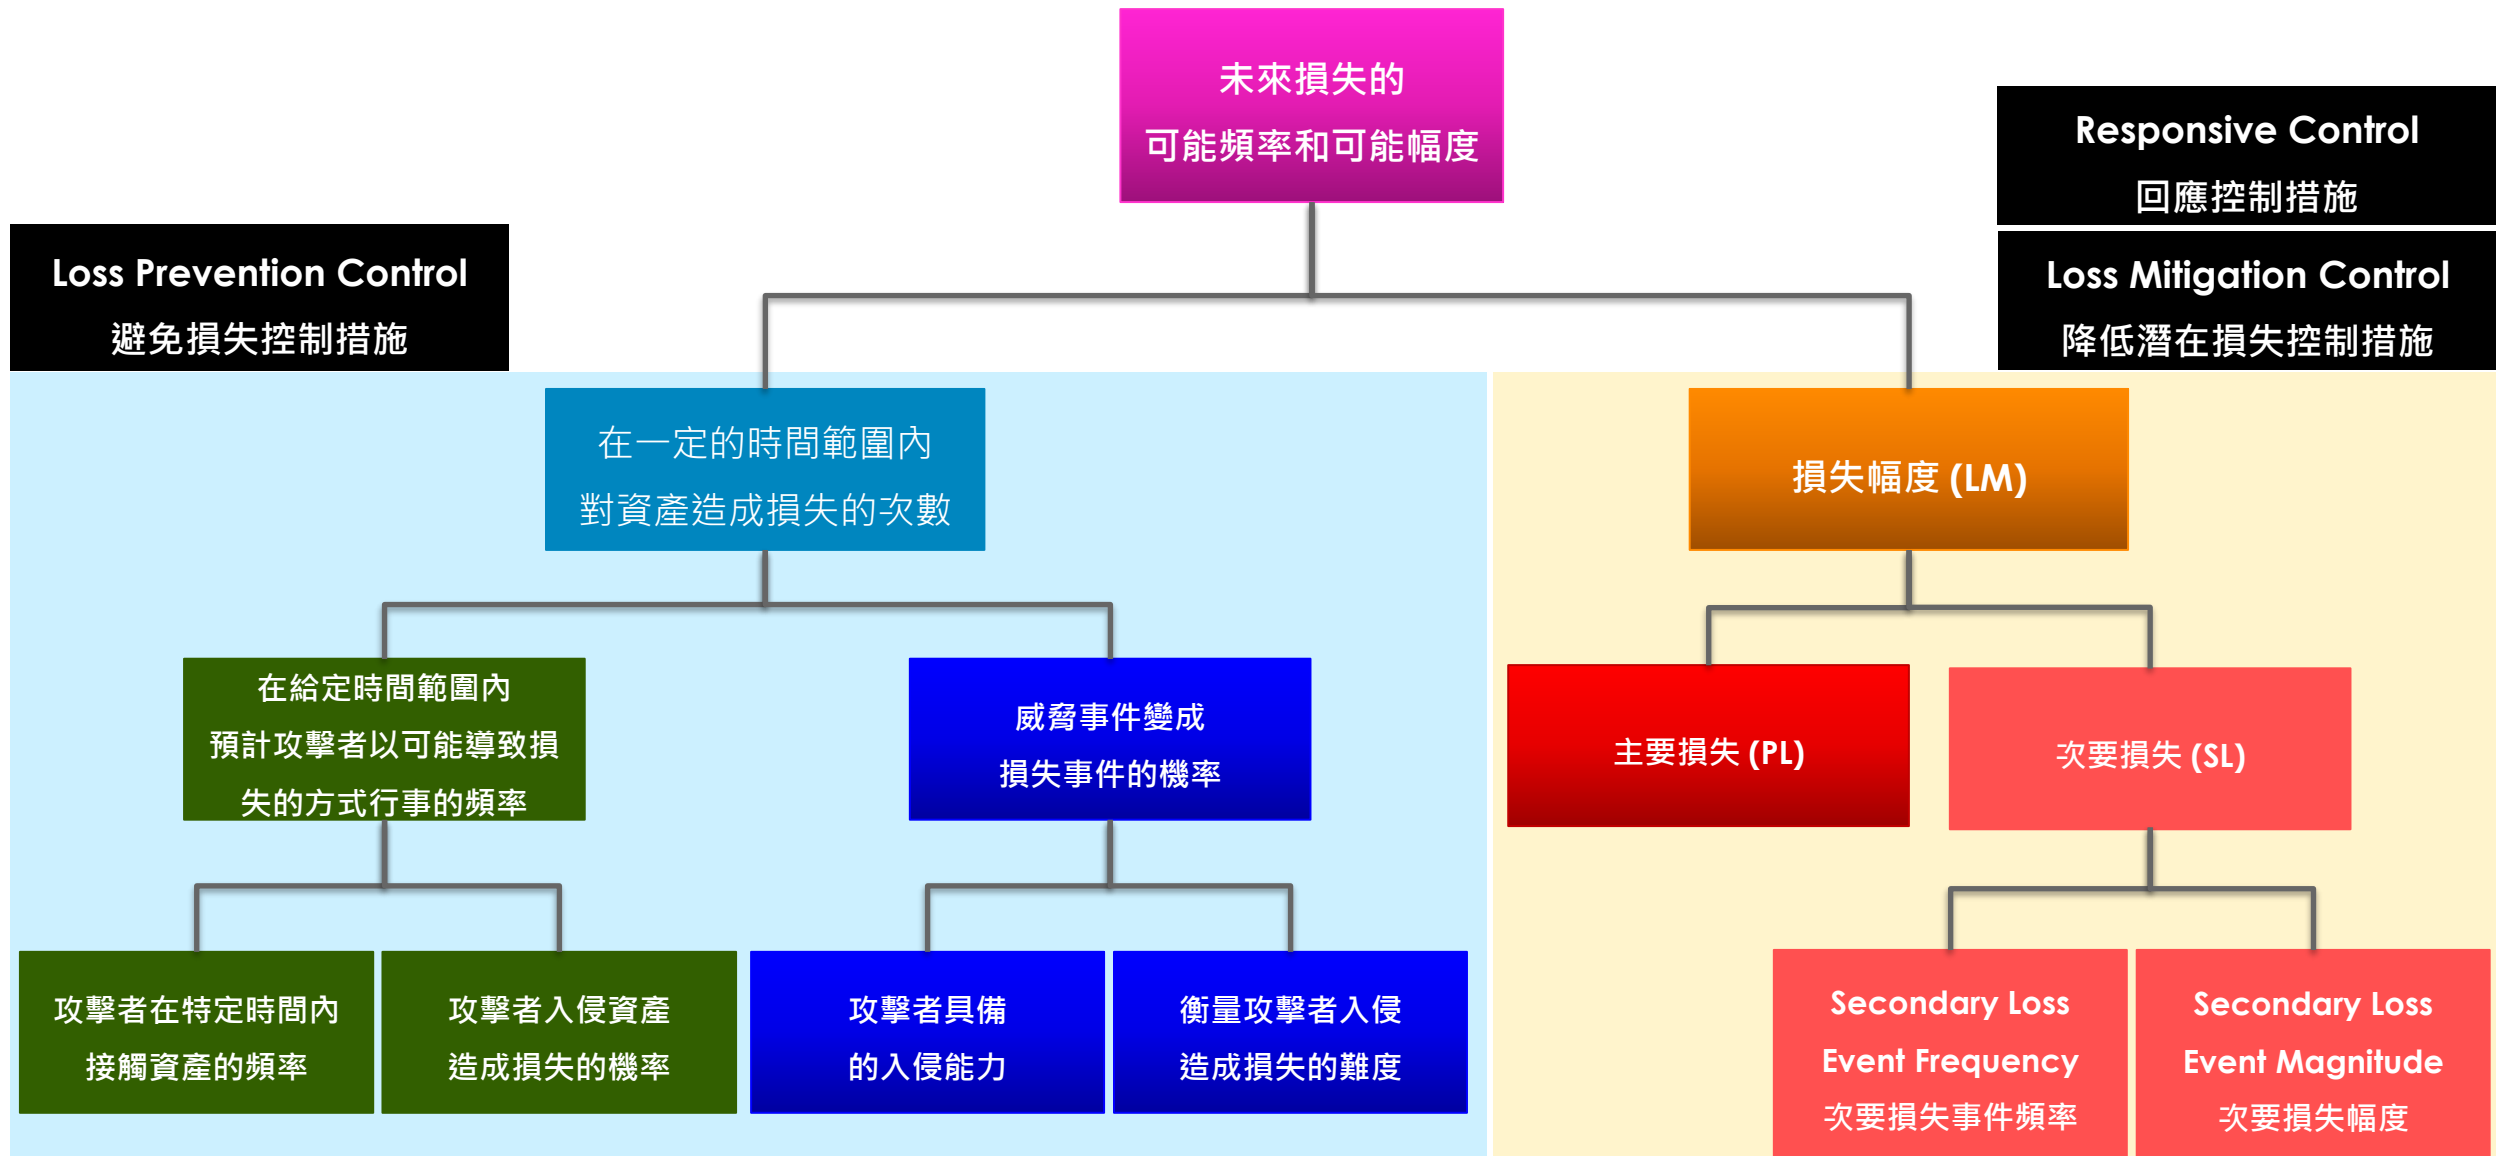 未來損失的
可能頻率和可能幅度
Responsive Control
回應控制措施
Loss Prevention Control
避免損失控制措施
Loss Mitigation Control
降低潛在損失控制措施
在一定的時間範圍內
對資產造成損失的次數
損失幅度 (LM)
在給定時間範圍內
預計攻擊者以可能導致損
失的方式行事的頻率
威脅事件變成
損失事件的機率
主要損失 (PL)
次要損失 (SL)
攻擊者在特定時間內
接觸資產的頻率
攻擊者入侵資產
造成損失的機率
攻擊者具備
的入侵能力
衡量攻擊者入侵
造成損失的難度
Secondary Loss
Event Frequency
次要損失事件頻率
Secondary Loss
Event Magnitude
次要損失幅度